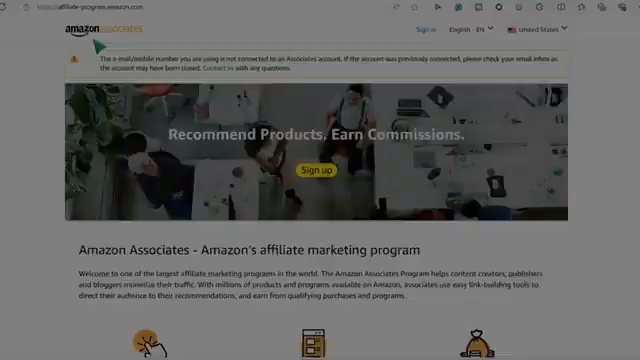 https://affiliate-program.amazon.com
amazon associates
Sign in
English - EN
United States
The e-mail/mobile number you are using is not connected to an Associates account. If the account was previously connected, please check your email inbox as
the account may have been closed. Contact us with any questions.
Recommend Products. Earn Commissions.
Sign up
Amazon Associates - Amazon's affiliate marketing program
Welcome to one of the largest affiliate marketing programs in the world. The Amazon Associates Program helps content creators, publishers
and bloggers monetize their traffic. With millions of products and programs available on Amazon, associates use easy link-building tools to
direct their audience to their recommendations, and earn from qualifying purchases and programs.